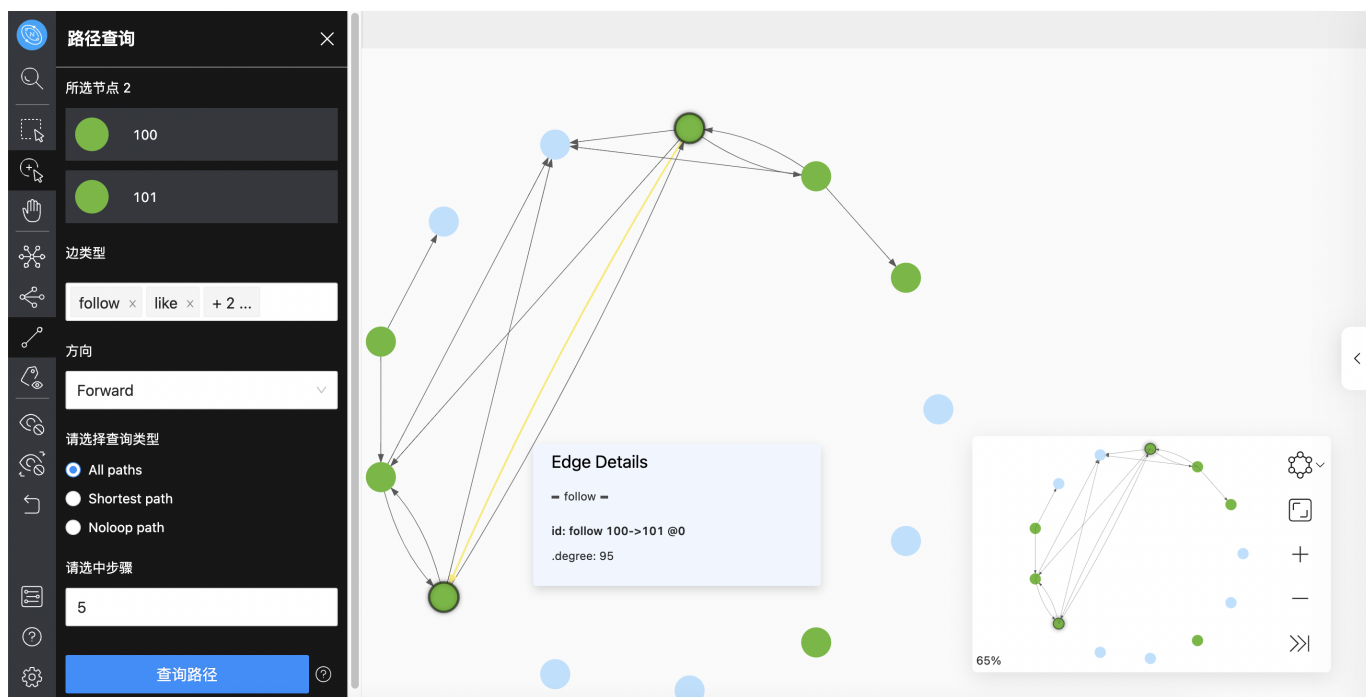 路径查询
所选节点 2
100
101
边类型
follow × like × + 2 ...
方向
Forward
请选择查询类型
All paths
Shortest path
Noloop path
请选中步骤
5
查询路径
Edge Details
follow
id: follow 100->101 @0
.degree: 95
65%